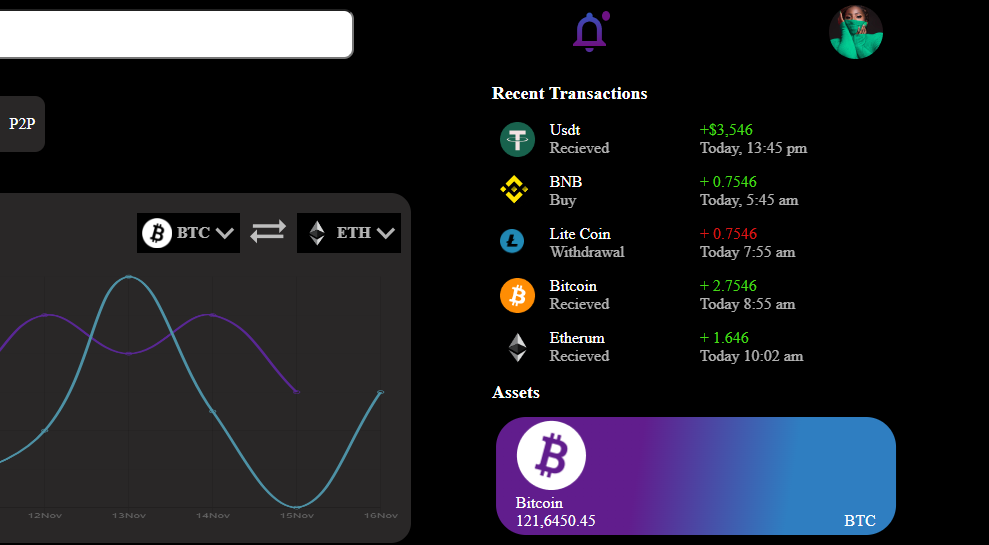 P2P
BTC
ETH
12Nov 13Nov 14Nov 15Nov 16Nov
Recent Transactions
Usdt +$3,546
Recieved Today, 13:45 pm
BNB + 0.7546
Buy Today, 5:45 am
Lite Coin + 0.7546
Withdrawal Today 7:55 am
Bitcoin + 2.7546
Recieved Today 8:55 am
Etherum + 1.646
Recieved Today 10:02 am
Assets
Bitcoin
121,6450.45 BTC